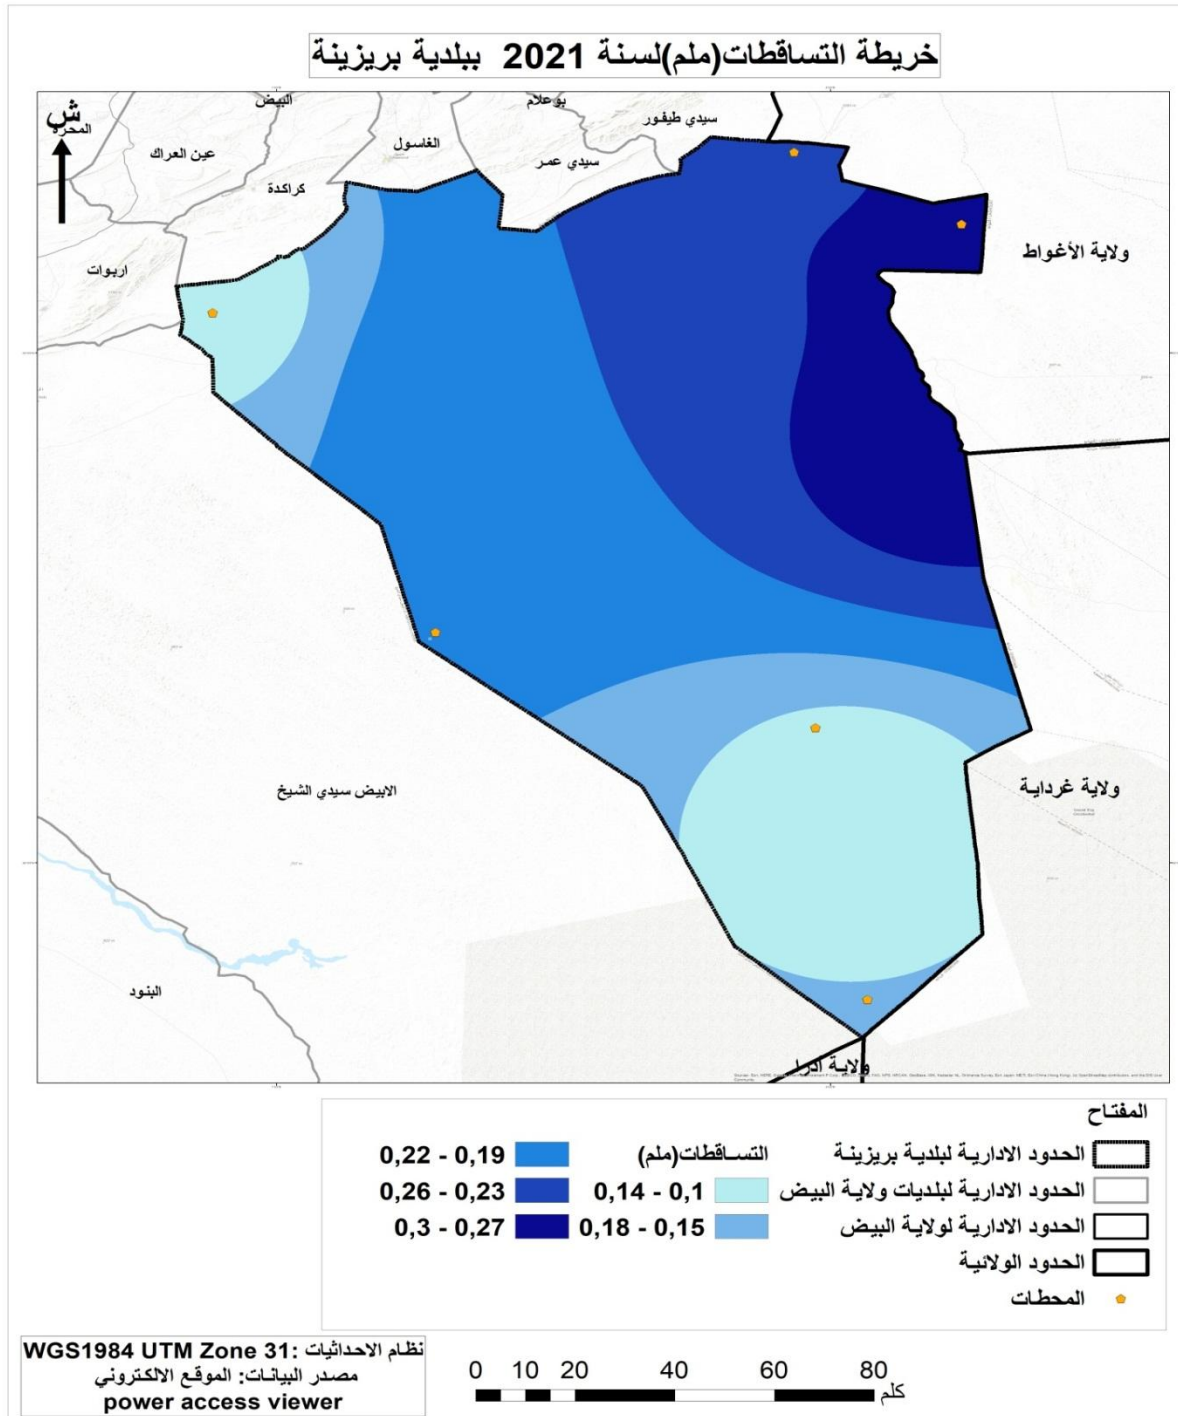 خريطة التساقطات(ملم)لسنة 2021 ببلدية بريزينة
ش
المحرة
البيض
بوعلام
سيدي طيفور
عين العراك
الغاسول
سيدي عمر
كراكدة
اربوات
ولاية الأغواط
الابيض سيدي الشيخ
ولاية غرداية
البنود
ولاية ادرا
المفتاح
الحدود الادارية لبلدية بريزينة
الحدود الادارية لبلديات ولاية البيض
الحدود الادارية لولاية البيض
الحدود الولائية
المحطات
التساقطات(ملم)
0,14 - 0,1
0,18 - 0,15
0,22 - 0,19
0,26 - 0,23
0,3 - 0,27
نظام الاحداثيات :WGS1984 UTM Zone 31
مصدر البيانات: الموقع الالكتروني
power access viewer
0 10 20 40 60 80
كلم